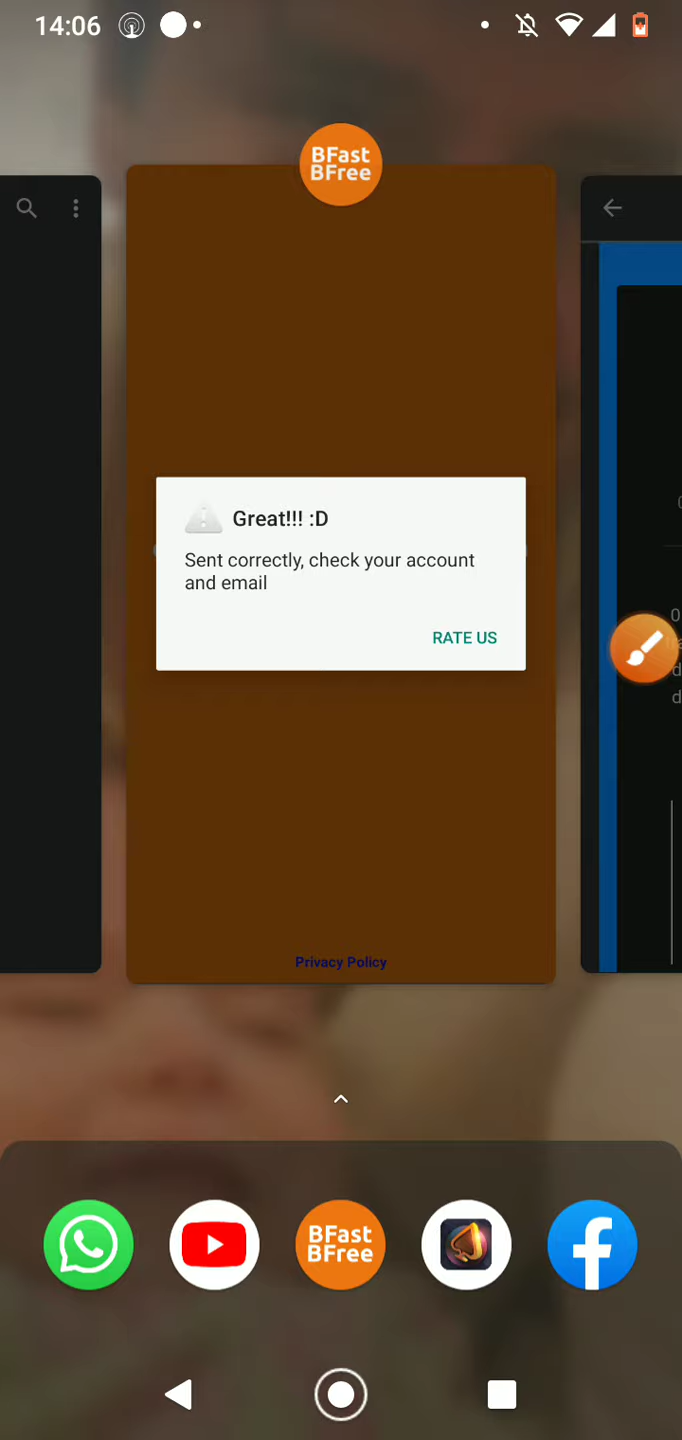 14:06
BFast
BFree
Great!!! :D
Sent correctly, check your account
and email
RATE US
Privacy Policy
BFast
BFree